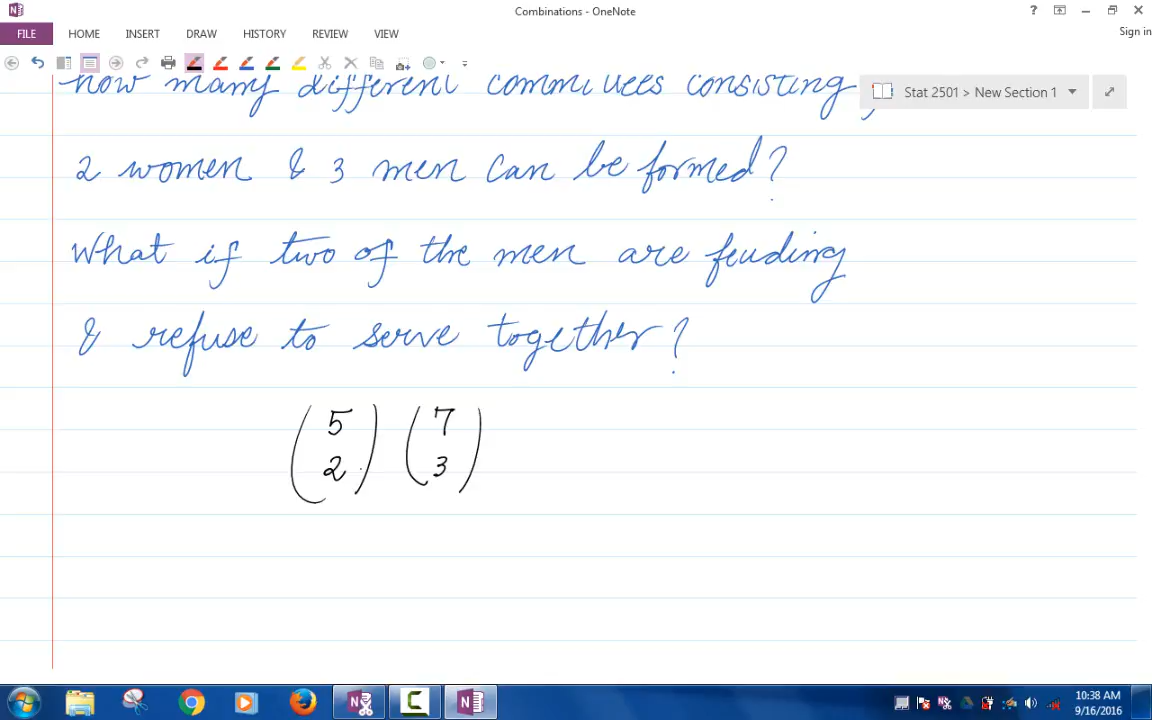 Combinations - OneNote
?
Sign in
FILE HOME INSERT DRAW HISTORY REVIEW VIEW
how many different committees consisting
Stat 2501 > New Section 1
2 women & 3 men can be formed?
What if two of the men are feuding
& refuse to serve together?
5 7
2 3
10:38 AM
9/16/2016